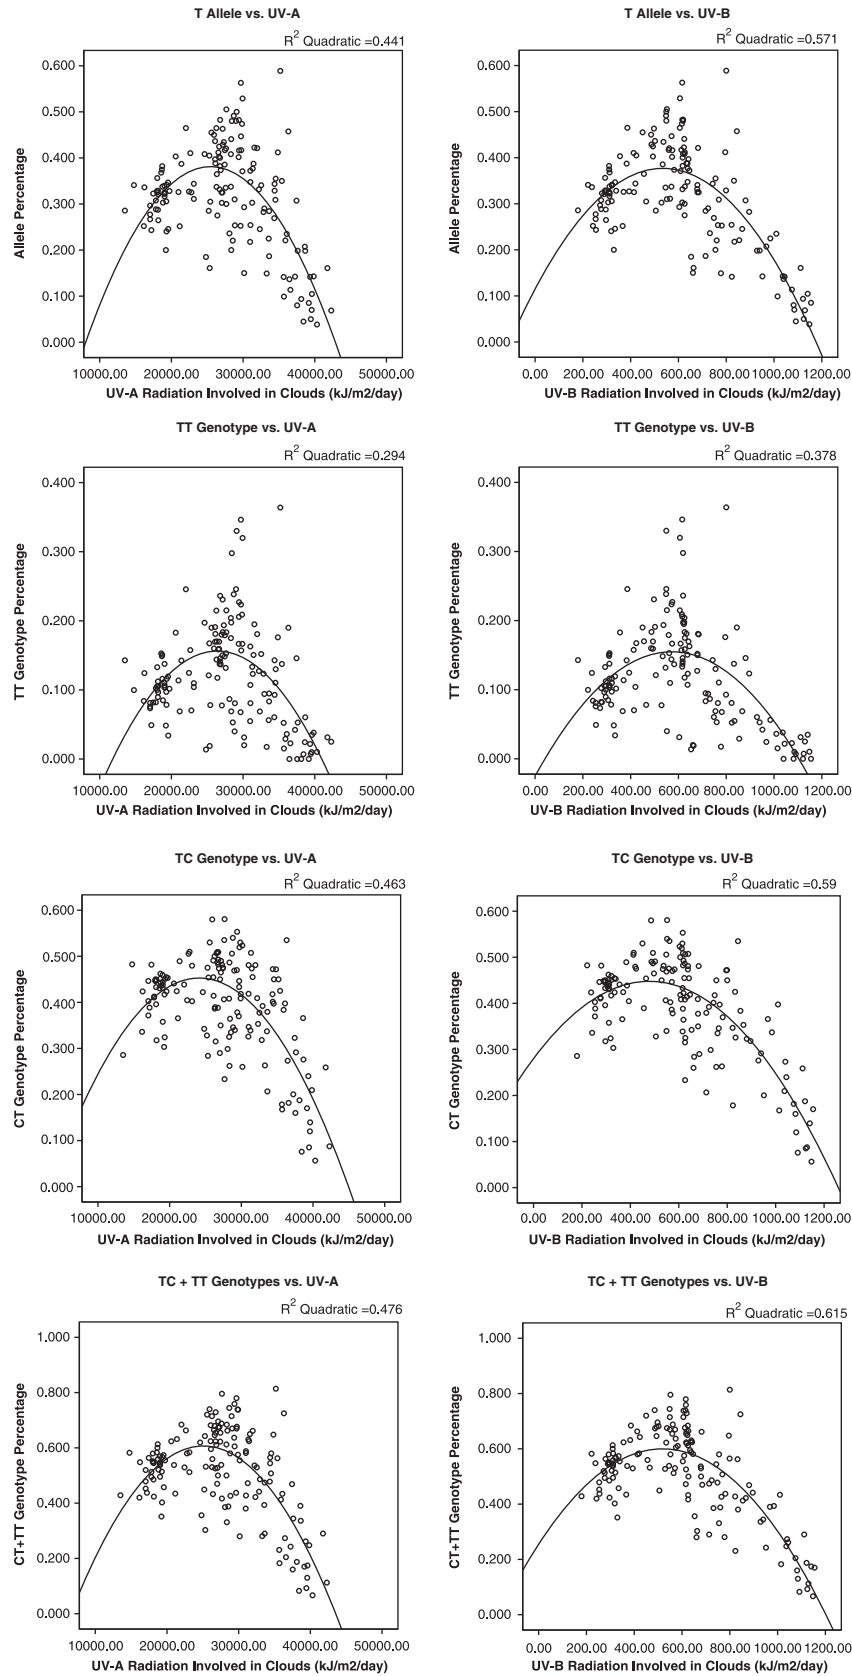 T Allele vs. UV-A
R2 Quadratic =0.441
0.600
0.500
0.400
0.300
0.200
0.100
0.000
Allele Percentage
10000.00 20000.00 30000.00 40000.00 50000.00
UV-A Radiation Involved in Clouds (kJ/m2/day)
T Allele vs. UV-B
R2 Quadratic =0.571
0.600
0.500
0.400
0.300
0.200
0.100
0.000
Allele Percentage
0.00 200.00 400.00 600.00 800.00 1000.00 1200.00
UV-B Radiation Involved in Clouds (kJ/m2/day)
TT Genotype vs. UV-A
R2 Quadratic =0.294
0.400
0.300
0.200
0.100
0.000
TT Genotype Percentage
10000.00 20000.00 30000.00 40000.00 50000.00
UV-A Radiation Involved in Clouds (kJ/m2/day)
TT Genotype vs. UV-B
R2 Quadratic =0.378
0.400
0.300
0.200
0.100
0.000
TT Genotype Percentage
0.00 200.00 400.00 600.00 800.00 1000.00 1200.00
UV-B Radiation Involved in Clouds (kJ/m2/day)
TC Genotype vs. UV-A
R2 Quadratic =0.463
0.600
0.500
0.400
0.300
0.200
0.100
0.000
CT Genotype Percentage
10000.00 20000.00 30000.00 40000.00 50000.00
UV-A Radiation Involved in Clouds (kJ/m2/day)
TC Genotype vs. UV-B
R2 Quadratic =0.59
0.600
0.500
0.400
0.300
0.200
0.100
0.000
CT Genotype Percentage
0.00 200.00 400.00 600.00 800.00 1000.00 1200.00
UV-B Radiation Involved in Clouds (kJ/m2/day)
TC + TT Genotypes vs. UV-A
R2 Quadratic =0.476
1.000
0.800
0.600
0.400
0.200
0.000
CT+TT Genotype Percentage
10000.00 20000.00 30000.00 40000.00 50000.00
UV-A Radiation Involved in Clouds (kJ/m2/day)
TC + TT Genotypes vs. UV-B
R2 Quadratic =0.615
1.000
0.800
0.600
0.400
0.200
0.000
CT+TT Genotype Percentage
0.00 200.00 400.00 600.00 800.00 1000.00 1200.00
UV-B Radiation Involved in Clouds (kJ/m2/day)